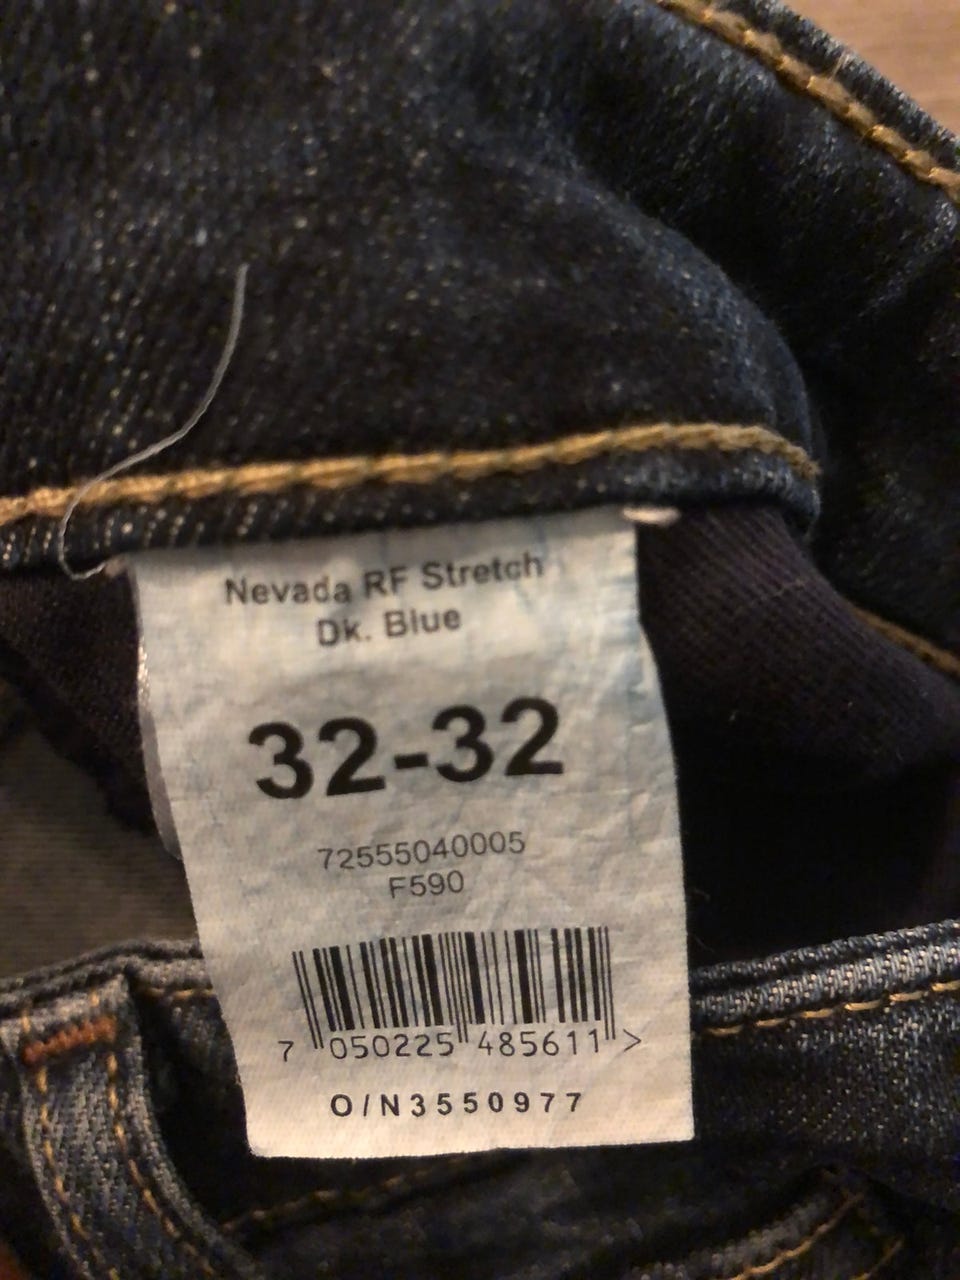 Nevada RF Stretch
Dk. Blue
32-32
72555040005
F590
7 050225 485611 >
O/N3550977